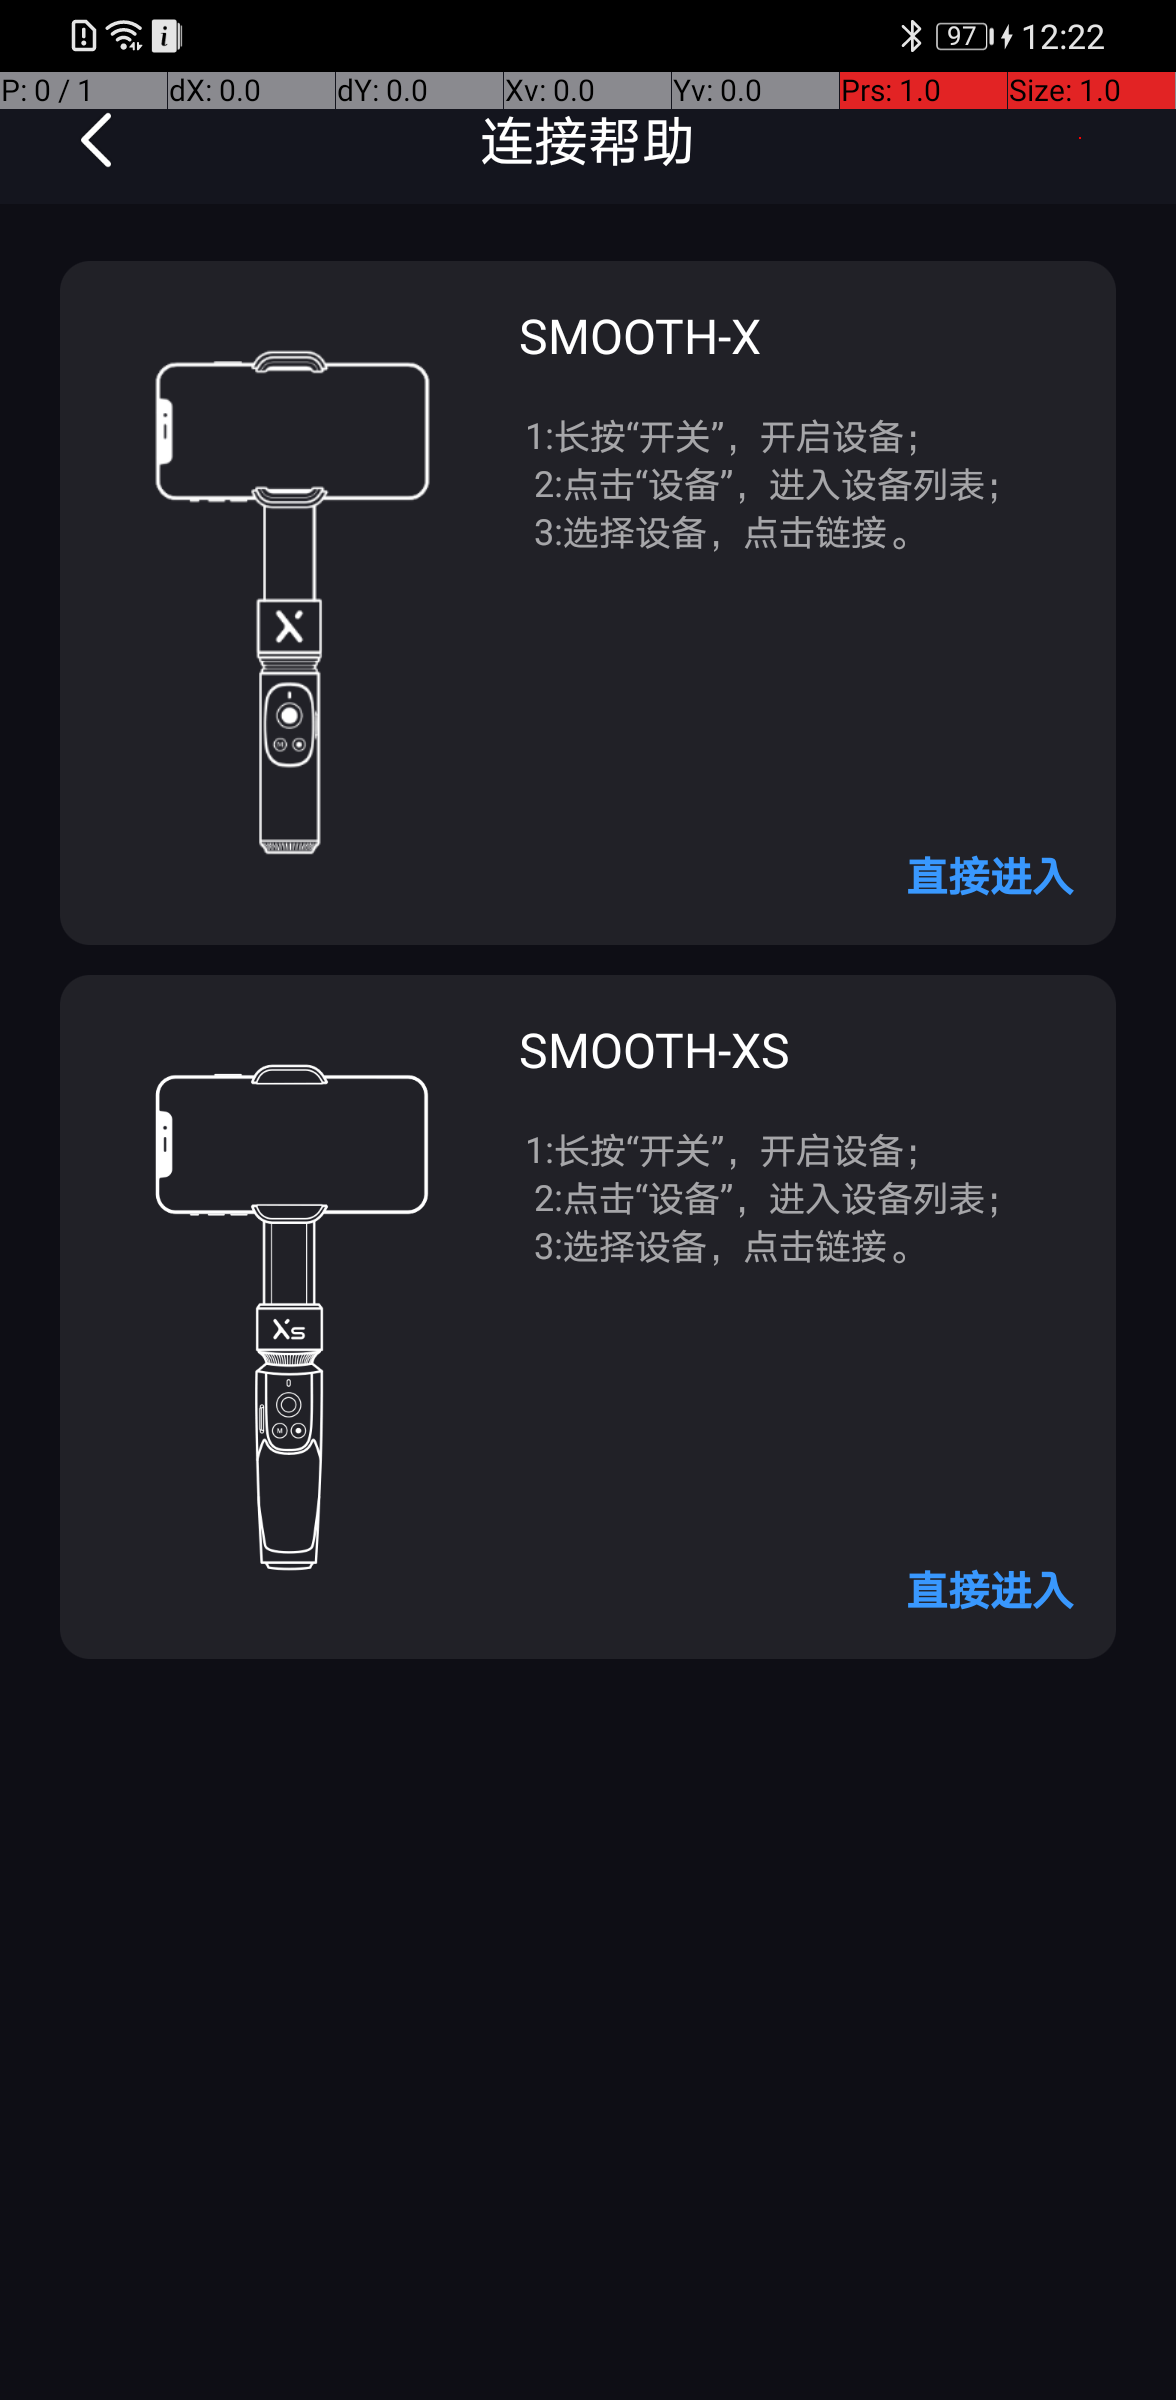 97
12:22
P: 0 / 1
dX: 0.0
dY: 0.0
Xv: 0.0
Yv: 0.0
Prs: 1.0
Size: 1.0
连接帮助
SMOOTH-X
1:长按“开关”，开启设备；
2:点击“设备”，进入设备列表；
3:选择设备，点击链接。
X
M
直接进入
SMOOTH-XS
1:长按“开关”，开启设备；
2:点击“设备”，进入设备列表；
3:选择设备，点击链接。
XS
M
直接进入